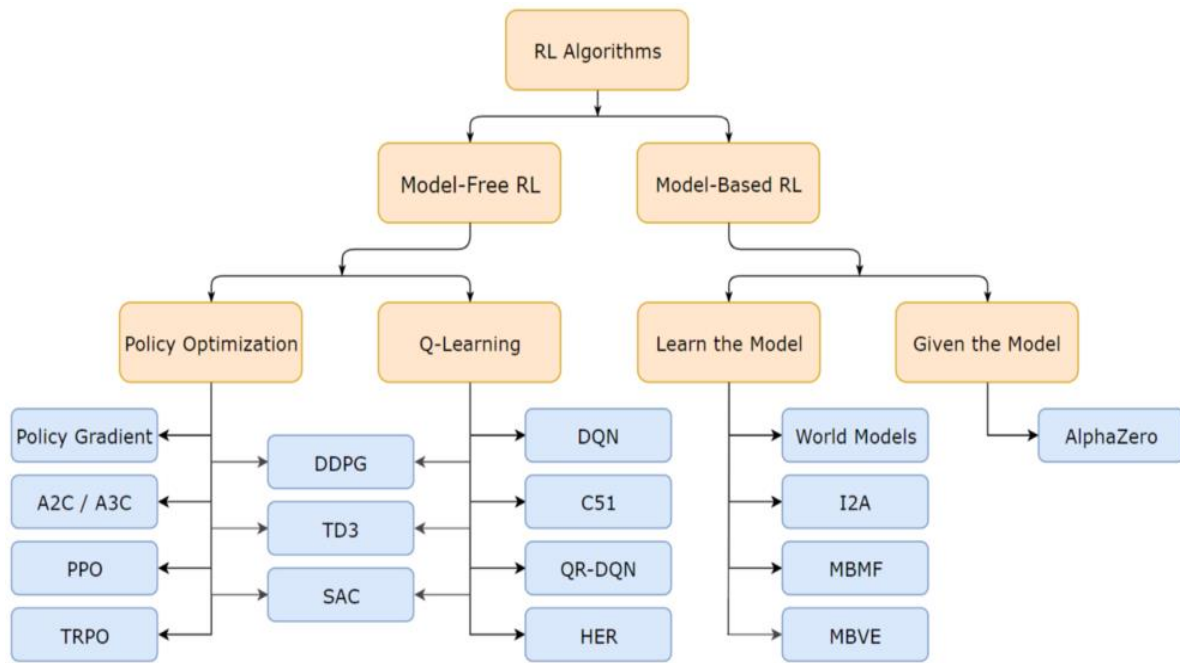 RL Algorithms
Model-Free RL
Model-Based RL
Policy Optimization
Q-Learning
Learn the Model
Given the Model
Policy Gradient
DDPG
DQN
World Models
AlphaZero
A2C / A3C
TD3
C51
I2A
PPO
SAC
QR-DQN
MBMF
TRPO
HER
MBVE